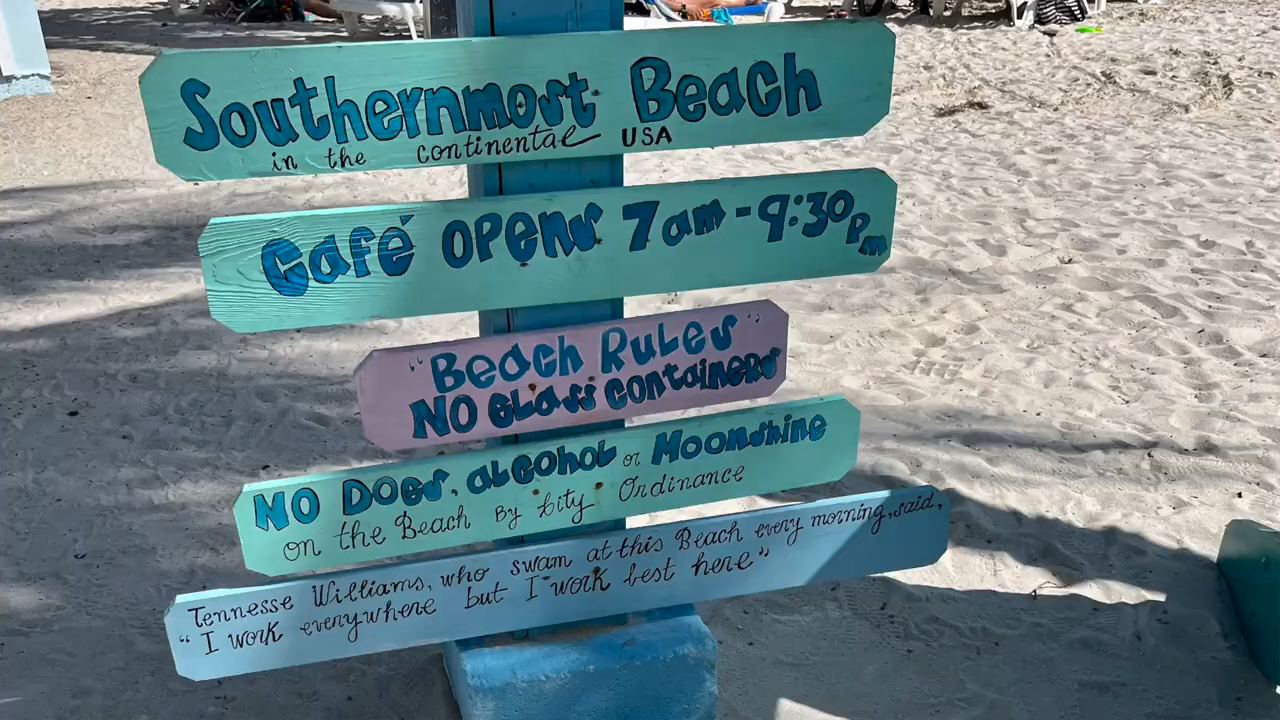 Southernmost Beach
in the continental USA
Café opens 7am - 9:30pm
"Beach Rules"
NO GLASS CONTAINERS
NO DOGS, alcohol or Moonshine
on the Beach By City Ordinance
Tennesse Williams, who swam at this Beach every morning, said,
"I work everywhere but I work best here"